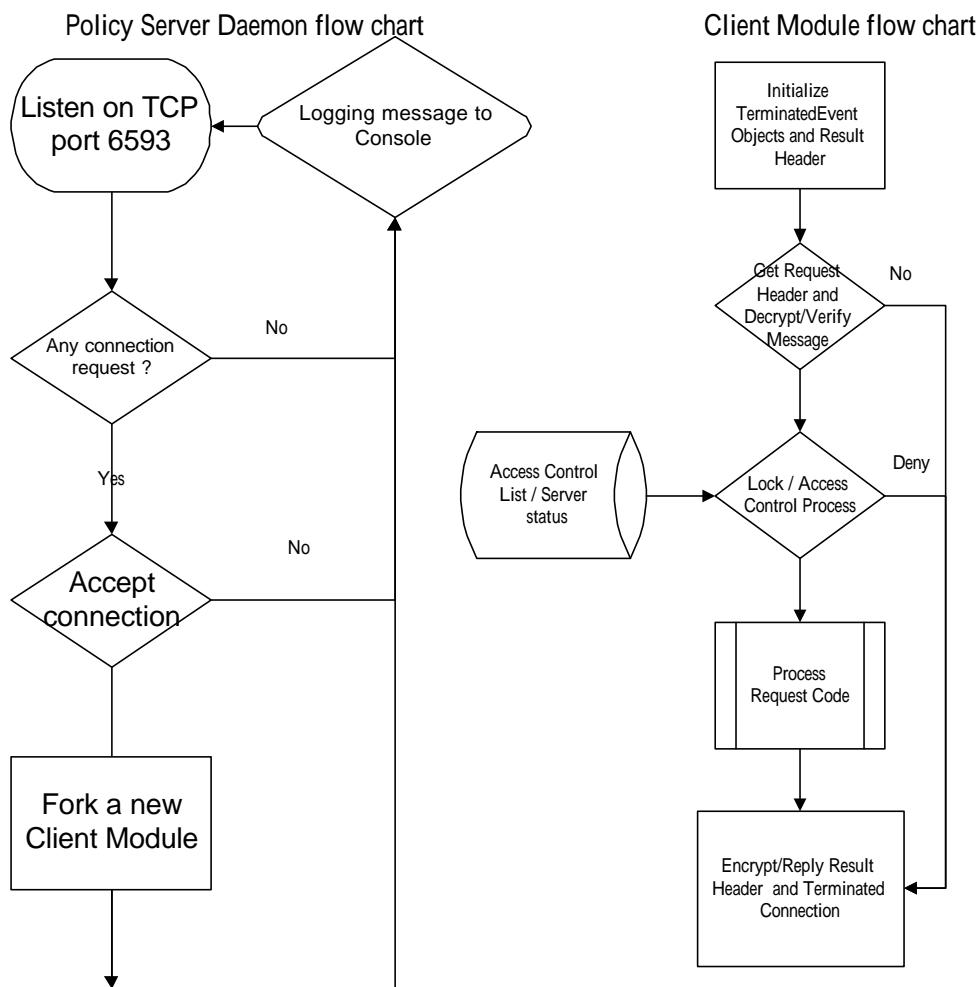 Policy Server Daemon flow chart
Listen on TCP
port 6593
Logging message to
Console
Any connection
request ?
No
Yes
Accept
connection
No
Fork a new
Client Module
Client Module flow chart
Initialize
TerminatedEvent
Objects and Result
Header
Get Request
Header and
Decrypt/Verify
Message
No
Access Control
List / Server
status
Lock / Access
Control Process
Deny
Process
Request Code
Encrypt/Reply Result
Header and Terminated
Connection